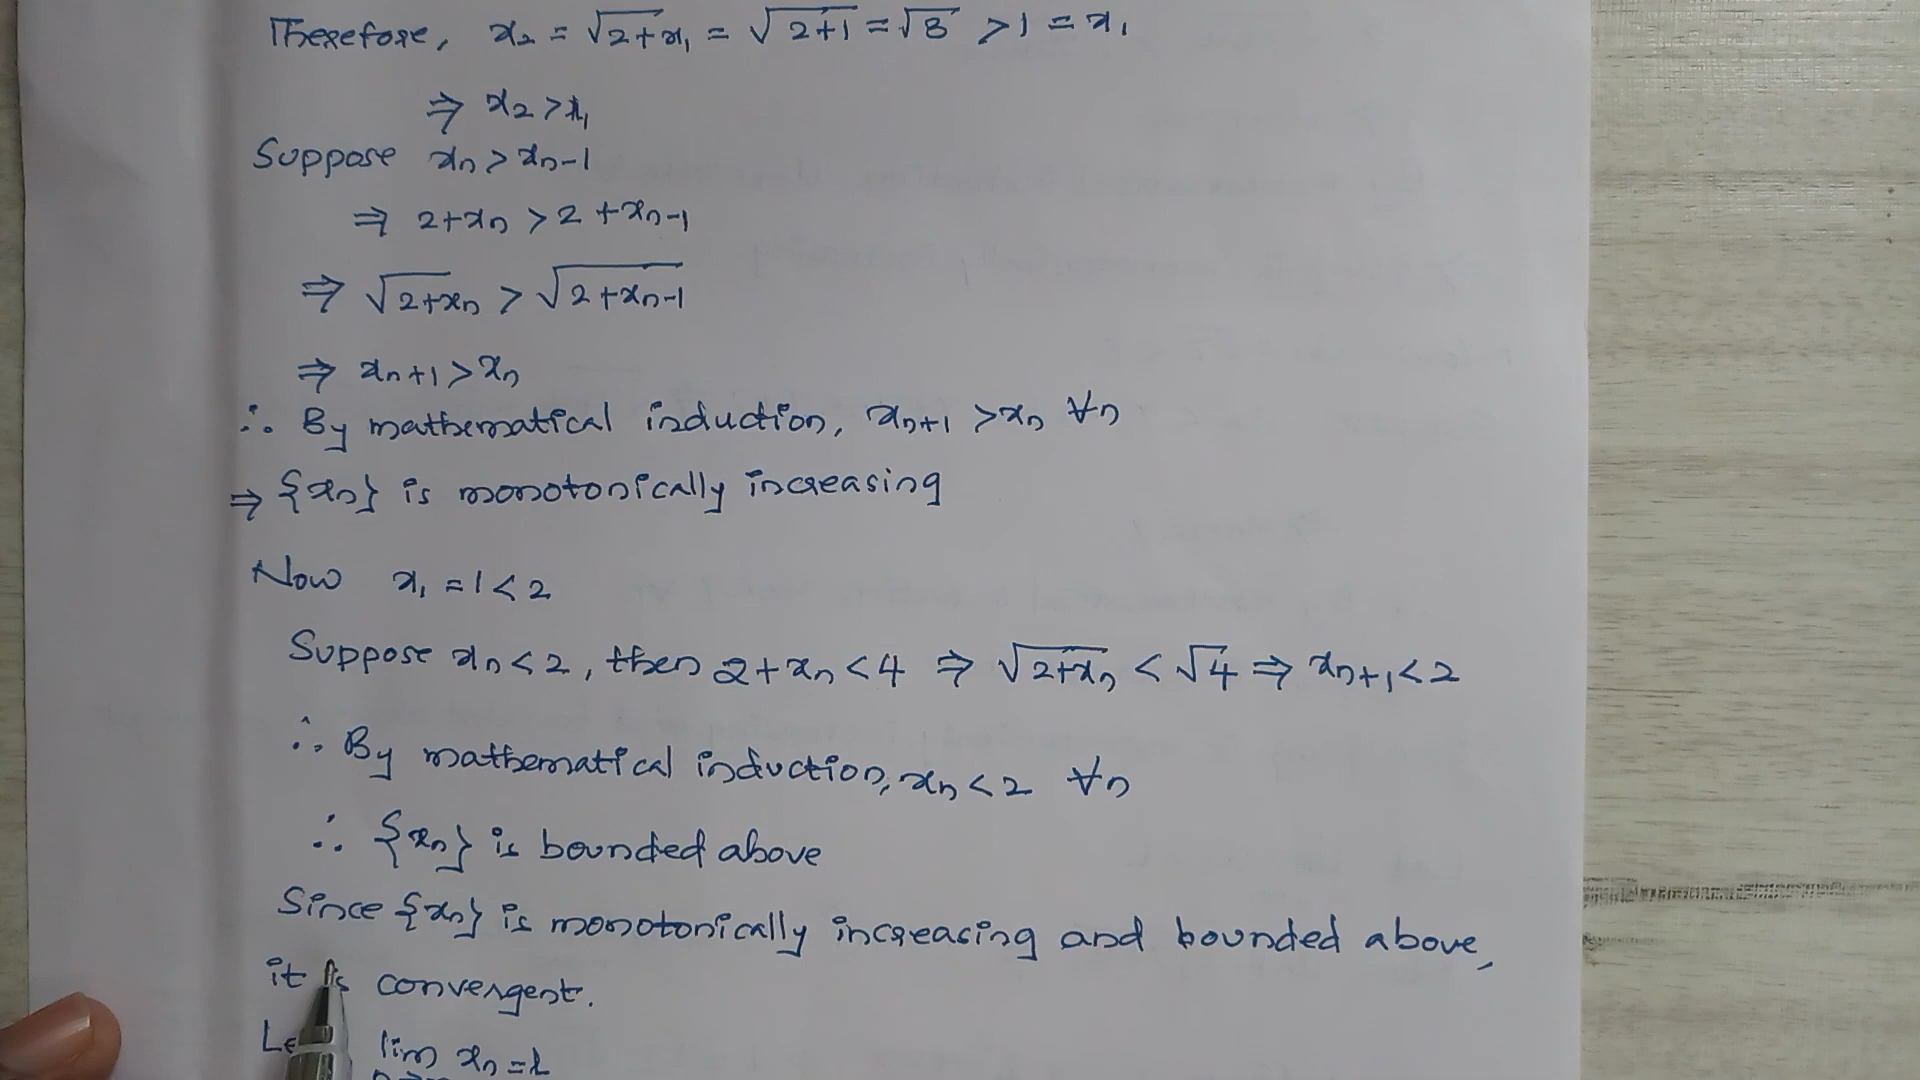 Therefore, x₂ = √2+x₁ = √2+1 = √3 > 1 = x₁
⇒ x₂ > x₁
Suppose xn > xn-1
⇒ 2+xn > 2+xn-1
⇒ √2+xn > √2+xn-1
⇒ xn+1 > xn
∴ By mathematical induction, xn+1 > xn ∀n
⇒ {xn} is monotonically increasing
Now x₁ = 1 < 2
Suppose xn < 2, then 2+xn < 4 ⇒ √2+xn < √4 ⇒ xn+1 < 2
∴ By mathematical induction, xn < 2 ∀n
∴ {xn} is bounded above
Since {xn} is monotonically increasing and bounded above,
it is convergent.
lim xn = l